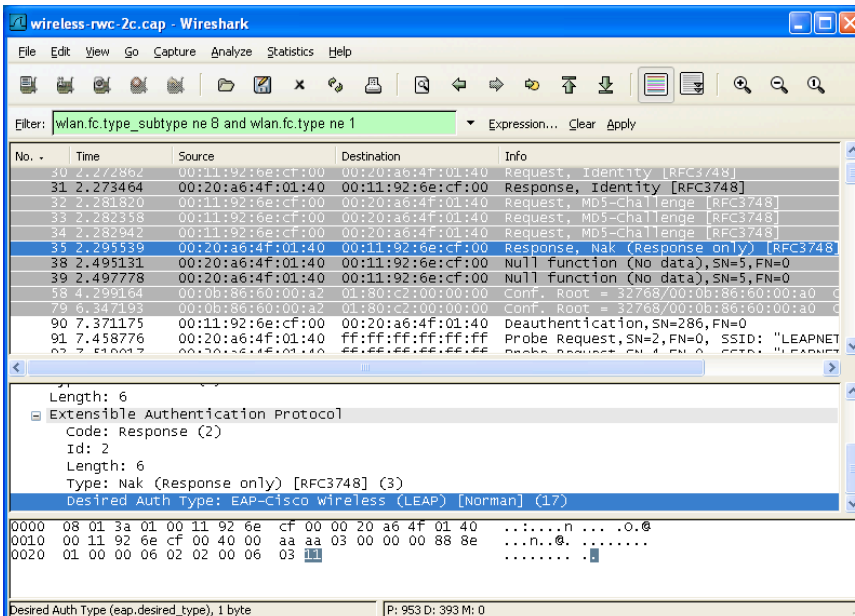 wireless-rwc-2c.cap - Wireshark
File Edit View Go Capture Analyze Statistics Help
Filter: wlan.fc.type_subtype ne 8 and wlan.fc.type ne 1 Expression... Clear Apply
No. Time Source Destination Info
30 2.272862 00:11:92:6e:cf:00 00:20:a6:4f:01:40 Request, Identity [RFC3748]
31 2.273464 00:20:a6:4f:01:40 00:11:92:6e:cf:00 Response, Identity [RFC3748]
32 2.281820 00:11:92:6e:cf:00 00:20:a6:4f:01:40 Request, MD5-Challenge [RFC3748]
33 2.282358 00:11:92:6e:cf:00 00:20:a6:4f:01:40 Request, MD5-Challenge [RFC3748]
34 2.282942 00:11:92:6e:cf:00 00:20:a6:4f:01:40 Request, MD5-Challenge [RFC3748]
35 2.295539 00:20:a6:4f:01:40 00:11:92:6e:cf:00 Response, Nak (Response only) [RFC3748]
38 2.495131 00:20:a6:4f:01:40 00:11:92:6e:cf:00 Null function (No data),SN=5,FN=0
39 2.497778 00:20:a6:4f:01:40 00:11:92:6e:cf:00 Null function (No data),SN=5,FN=0
58 4.299164 00:0b:86:60:00:a2 01:80:c2:00:00:00 Conf. Root = 32768/00:0b:86:60:00:a0
79 6.347193 00:0b:86:60:00:a2 01:80:c2:00:00:00 Conf. Root = 32768/00:0b:86:60:00:a0
90 7.371175 00:11:92:6e:cf:00 00:20:a6:4f:01:40 Deauthentication,SN=286,FN=0
91 7.458776 00:20:a6:4f:01:40 ff:ff:ff:ff:ff:ff Probe Request,SN=2,FN=0, SSID: "LEAPNET
Length: 6
Extensible Authentication Protocol
Code: Response (2)
Id: 2
Length: 6
Type: Nak (Response only) [RFC3748] (3)
Desired Auth Type: EAP-Cisco Wireless (LEAP) [Norman] (17)
0000 08 01 3a 01 00 11 92 6e cf 00 00 20 a6 4f 01 40 ..:....n ... .O.@
0010 00 11 92 6e cf 00 40 00 aa aa 03 00 00 00 88 8e ...n..@. ........
0020 01 00 00 06 02 02 00 06 03 11 ........ ..
Desired Auth Type (eap.desired_type), 1 byte P: 953 D: 393 M: 0